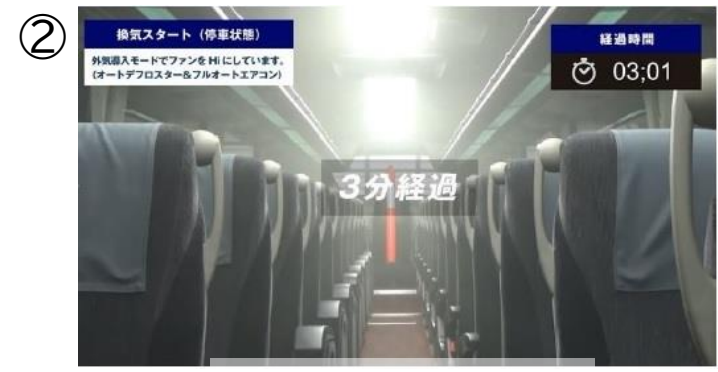 ②
換気スタート（停車状態）
外気導入モードでファンを Hi にしています。
(オートデフロスター&フルオートエアコン)
経過時間
03;01
3分経過